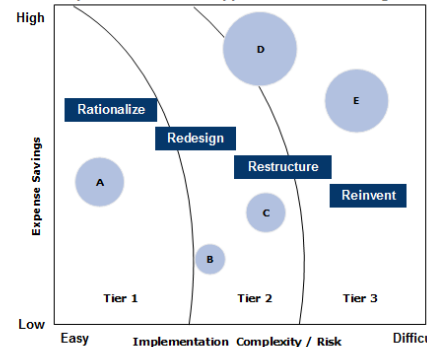 High
D
E
Rationalize
Redesign
Restructure
Reinvent
A
C
B
Expense Savings
Tier 1
Tier 2
Tier 3
Low
Easy
Implementation Complexity / Risk